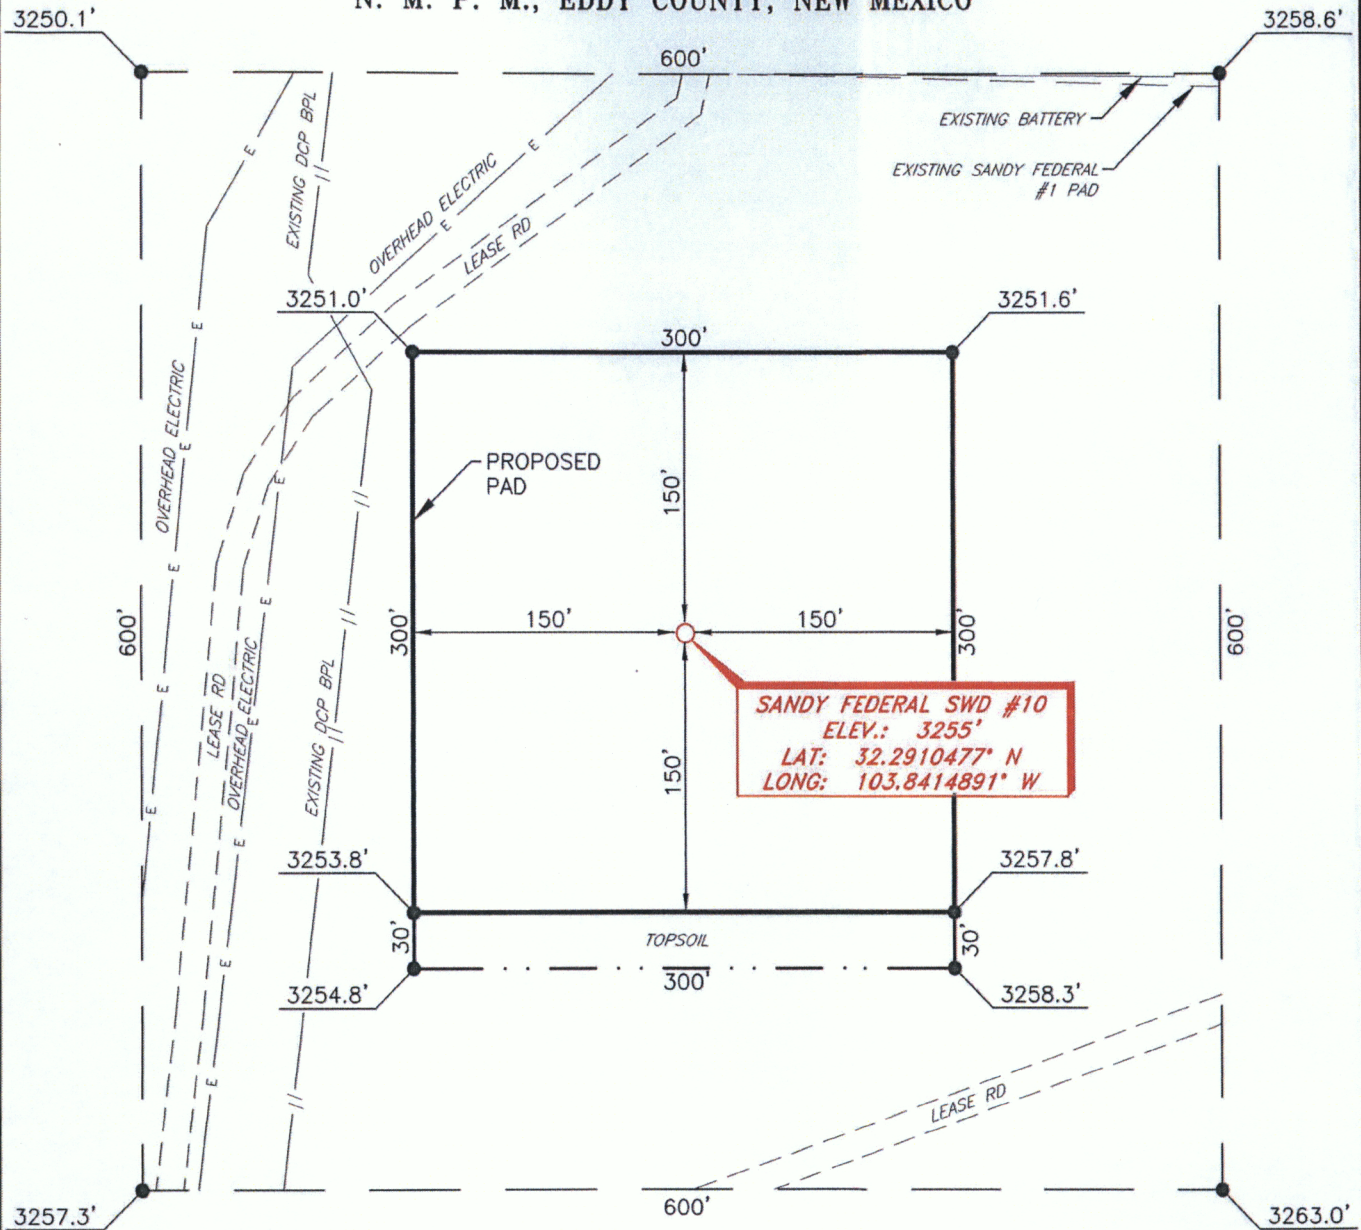 N. M. P. M., EDDY COUNTY, NEW MEXICO
3250.1'
3258.6'
600'
EXISTING BATTERY
EXISTING SANDY FEDERAL
#1 PAD
EXISTING DCP BPL
OVERHEAD ELECTRIC
LEASE RD
E
E
E
E
3251.0'
3251.6'
300'
OVERHEAD ELECTRIC
E
E
E
PROPOSED
PAD
150'
600'
300'
150'
150'
300'
600'
E
E
E
LEASE RD
OVERHEAD ELECTRIC
E
EXISTING DCP BPL
SANDY FEDERAL SWD #10
ELEV.: 3255'
LAT: 32.2910477° N
LONG: 103.8414891° W
150'
E
E
3253.8'
3257.8'
30'
TOPSOIL
30'
E
3254.8'
300'
3258.3'
E
LEASE RD
3257.3'
600'
3263.0'